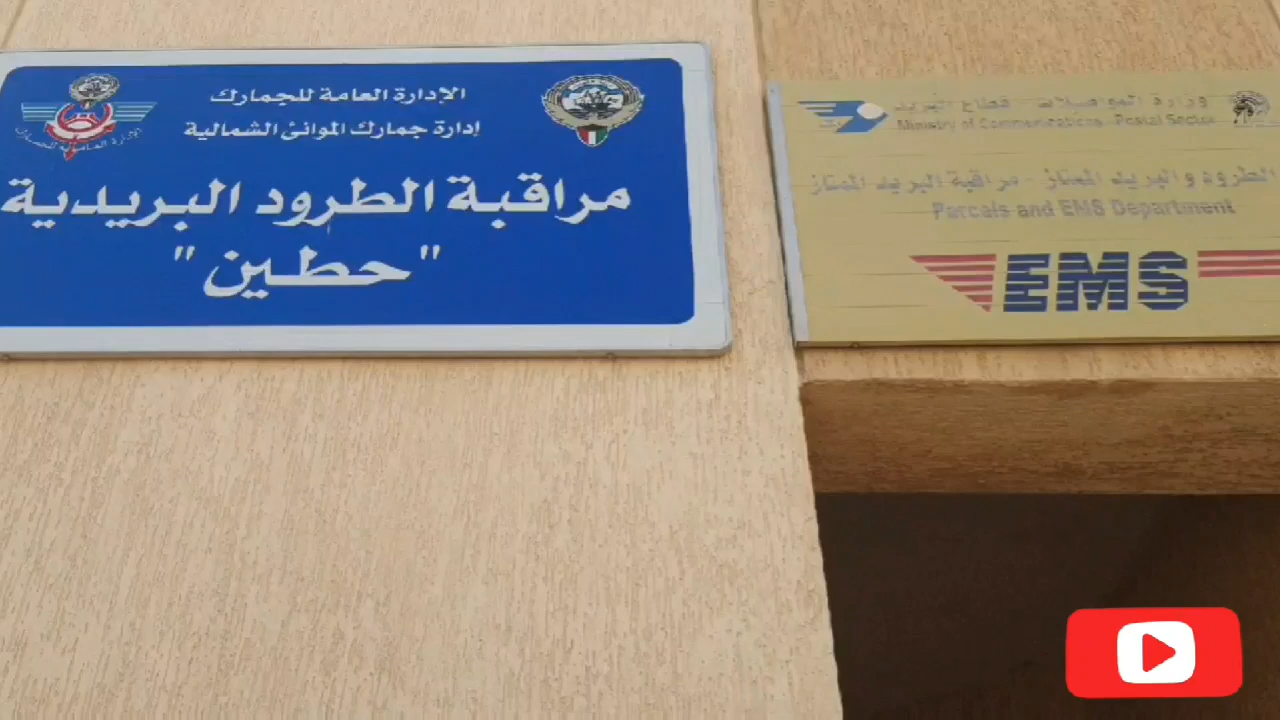 الإدارة العامة للجمارك
إدارة جمارك الموانئ الشمالية
مراقبة الطرود البريدية
"حطين"
وزارة المواصلات - قطاع البريد
Ministry of Communications - Postal Sector
الطرود والبريد الممتاز - مراقبة البريد الممتاز
Parcels and EMS Department
EMS